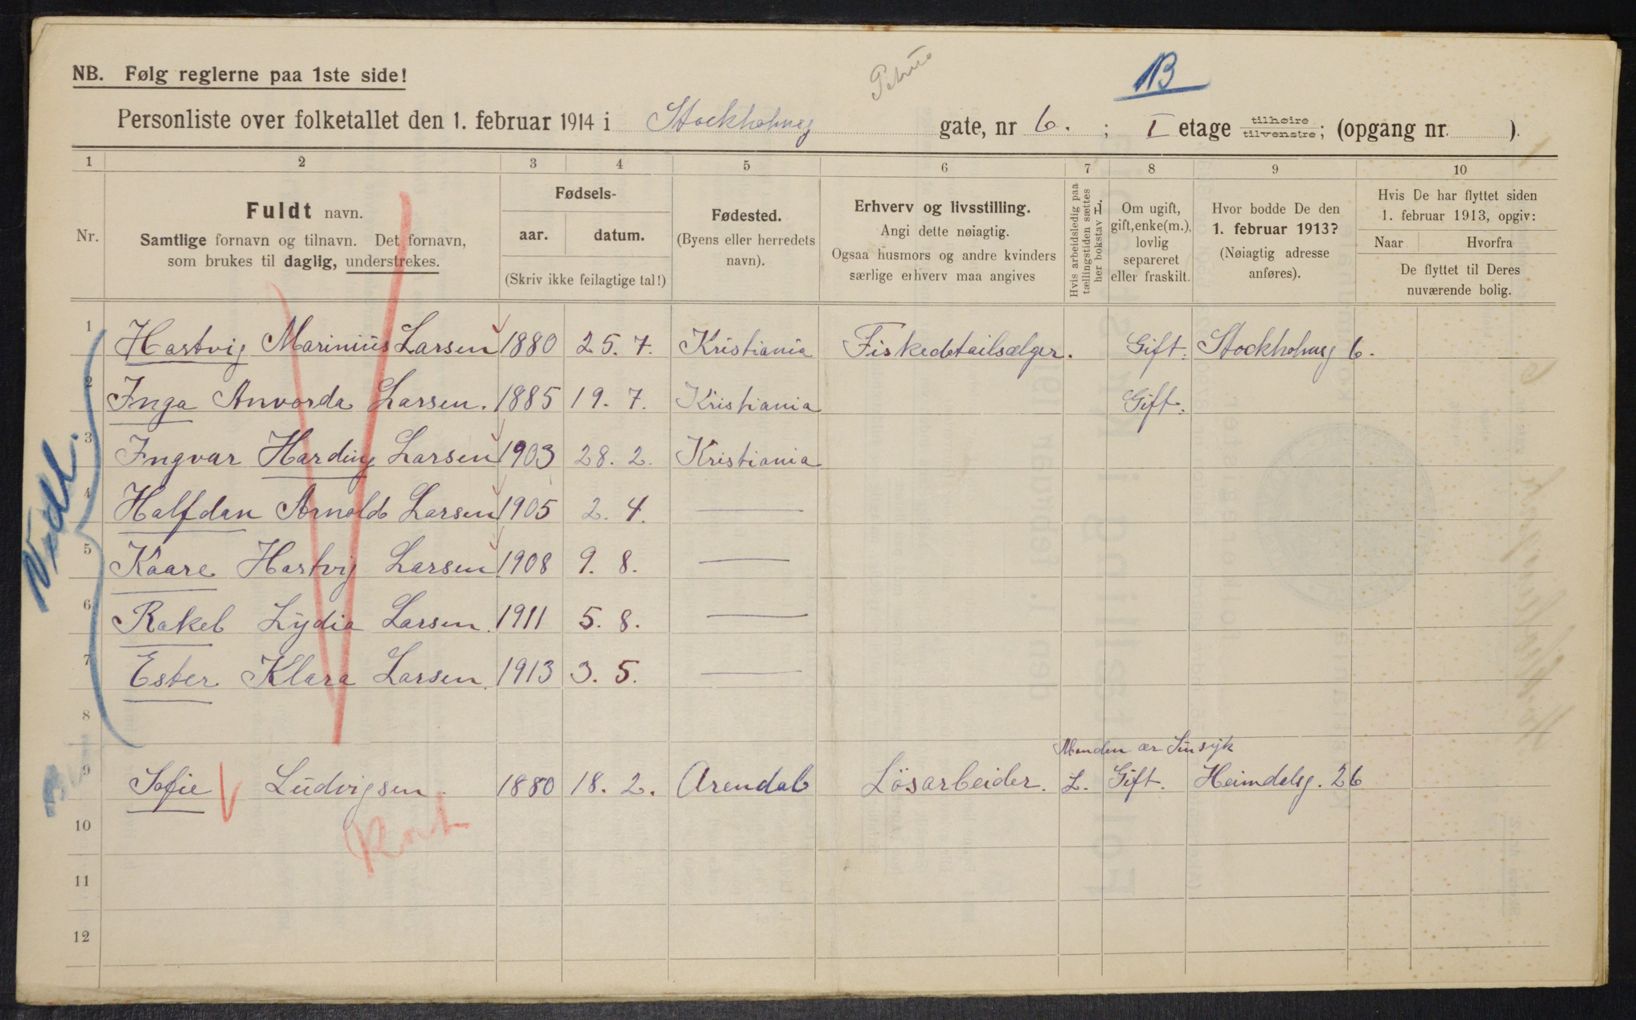 NB. Følg reglerne paa 1ste side!
B
Personliste over folketallet den 1. februar 1914 i Stockholmsg gate, nr 6. ; I etage tilhøire tilvenstre; (opgang nr. ).
1 2 3 4 5 6 7 8 9 10
Nr.
Fuldt navn.
Samtlige fornavn og tilnavn. Det fornavn,
som brukes til daglig, understrekes.
Fødsels-
aar. datum.
(Skriv ikke feilagtige tal!)
Fødested.
(Byens eller herredets
navn).
Erhverv og livsstilling.
Angi dette nøiagtig.
Ogsaa husmors og andre kvinders
særlige erhverv maa angives
Hvis arbeidsledig paa
tællingstiden sættes
her bokstav L.
Om ugift,
gift, enke(m.),
lovlig
separeret
eller fraskilt.
Hvor bodde De den
1. februar 1913?
(Nøiagtig adresse
anføres).
Hvis De har flyttet siden
1. februar 1913, opgiv:
Naar Hvorfra
De flyttet til Deres
nuværende bolig.
1 Hartvig Marinius Larsen 1880 25. 7. Kristiania Fiskedetailsælger. Gift. Stockholmsg 6.
2 Inga Anvorda Larsen. 1885 19. 7. Kristiania Gift.
3 Ingvar Harding Larsen 1903 28. 2. Kristiania
4 Halfdan Arnold Larsen 1905 2. 4. —
5 Kaare Hartvig Larsen 1908 9. 8. —
6 Rakel Lydia Larsen. 1911 5. 8. —
7 Ester Klara Larsen. 1913 3. 5. —
8
Manden er Sinsyk
9 Sofie Ludvigsen. 1880 18. 2. Arendal Lösarbeider. L. Gift. Heimdalsg. 26
10
11
12